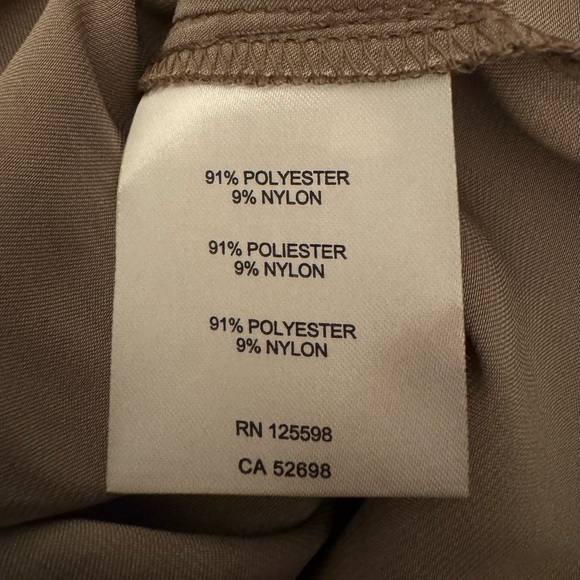 91% POLYESTER
9% NYLON
91% POLIESTER
9% NYLON
91% POLYESTER
9% NYLON
RN 125598
CA 52698